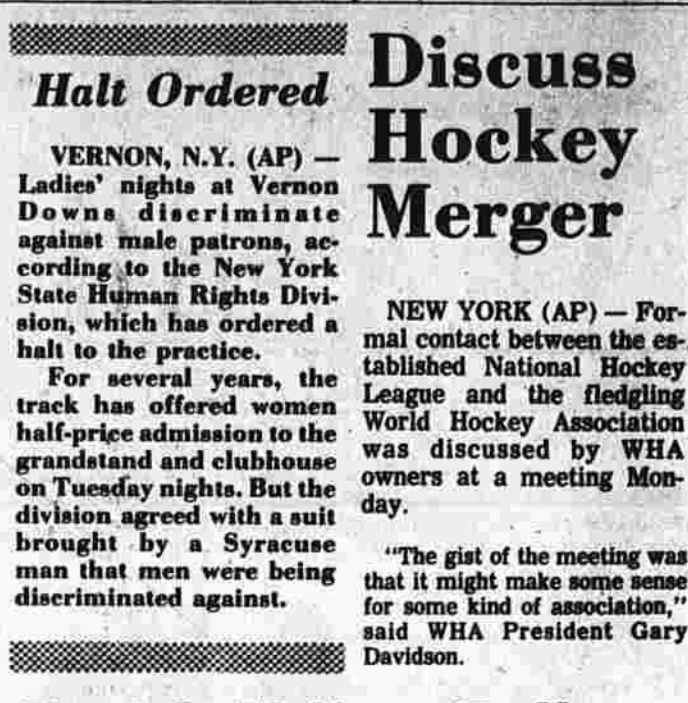 Halt Ordered
VERNON, N.Y. (AP) —
Ladies' nights at Vernon
Downs discriminate
against male patrons, ac-
cording to the New York
State Human Rights Divi-
sion, which has ordered a
halt to the practice.
For several years, the
track has offered women
half-price admission to the
grandstand and clubhouse
on Tuesday nights. But the
division agreed with a suit
brought by a Syracuse
man that men were being
discriminated against.
Discuss
Hockey
Merger
NEW YORK (AP) — For-
mal contact between the es-
tablished National Hockey
League and the fledgling
World Hockey Association
was discussed by WHA
owners at a meeting Mon-
day.
"The gist of the meeting was
that it might make some sense
for some kind of association,"
said WHA President Gary
Davidson.